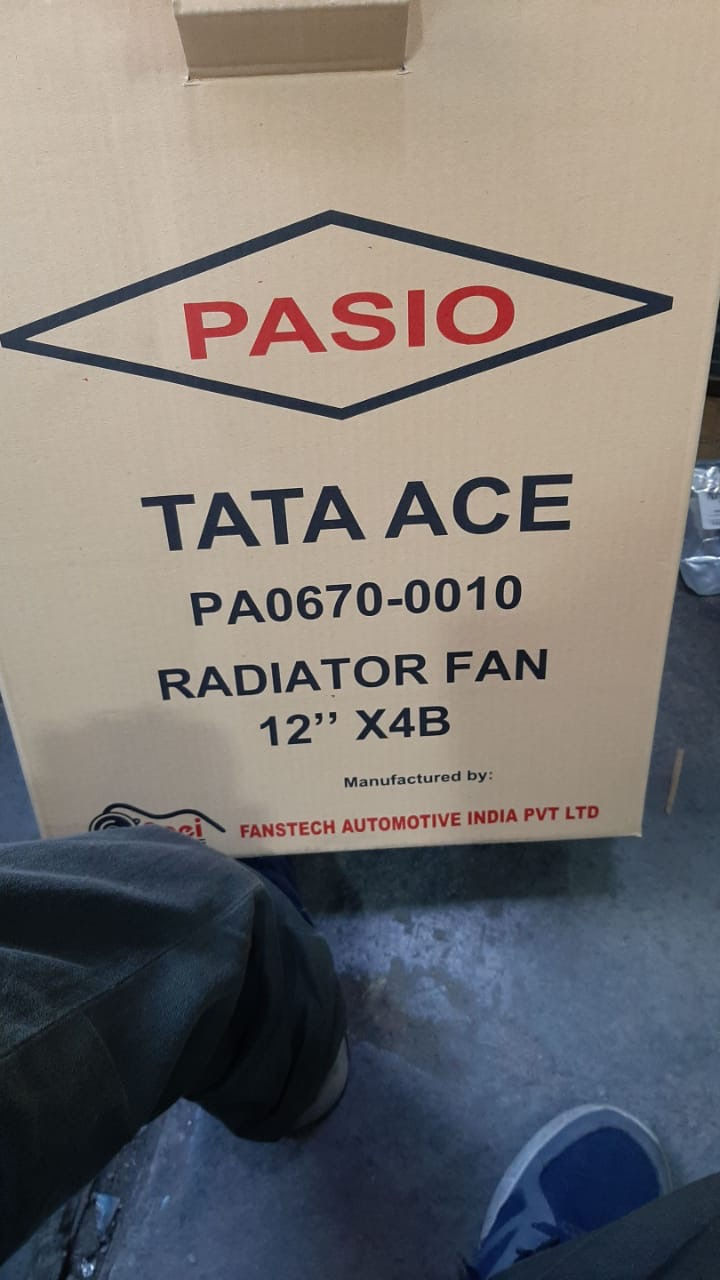 PASIO
TATA ACE
PA0670-0010
RADIATOR FAN
12’’ X4B
Manufactured by:
FANSTECH AUTOMOTIVE INDIA PVT LTD